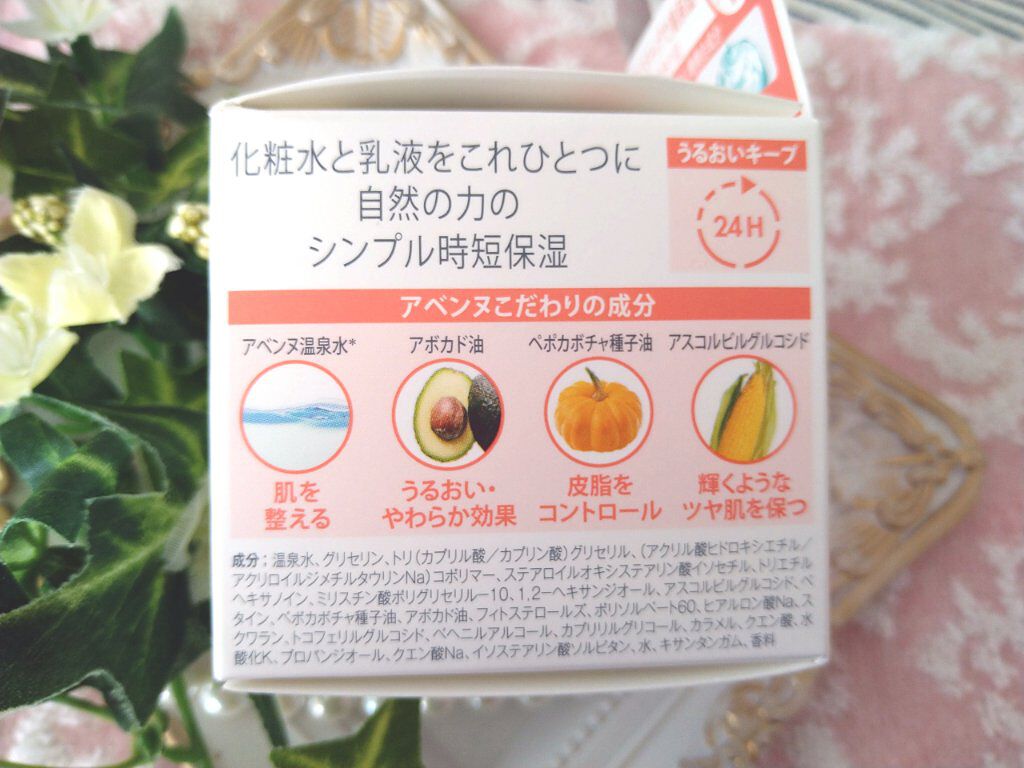 化粧水と乳液をこれひとつに
自然の力の
シンプル時短保湿
うるおいキープ
24H
アベンヌこだわりの成分
アベンヌ温泉水*
アボカド油
ペポカボチャ種子油
アスコルビルグルコシド
肌を
整える
うるおい・
やわらか効果
皮脂を
コントロール
輝くような
ツヤ肌を保つ
成分：温泉水、グリセリン、トリ(カプリル酸／カプリン酸)グリセリル、(アクリル酸ヒドロキシエチル／
アクリロイルジメチルタウリンNa)コポリマー、ステアロイルオキシステアリン酸イソセチル、トリエチル
ヘキサノイン、ミリスチン酸ポリグリセリル-10、1,2-ヘキサンジオール、アスコルビルグルコシド、ベ
タイン、ペポカボチャ種子油、アボカド油、フィトステロールズ、ポリソルベート60、ヒアルロン酸Na、ス
クワラン、トコフェリルグルコシド、ベヘニルアルコール、カプリリルグリコール、カラメル、クエン酸、水
酸化K、プロパンジオール、クエン酸Na、イソステアリン酸ソルビタン、水、キサンタンガム、香料